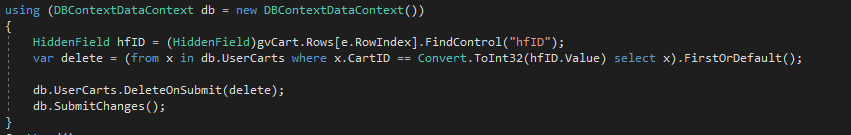 using (DBContextDataContext db = new DBContextDataContext())
{
HiddenField hfID = (HiddenField)gvCart.Rows[e.RowIndex].FindControl("hfID");
var delete = (from x in db.UserCarts where x.CartID == Convert.ToInt32(hfID.Value) select x).FirstOrDefault();
db.UserCarts.DeleteOnSubmit(delete);
db.SubmitChanges();
}